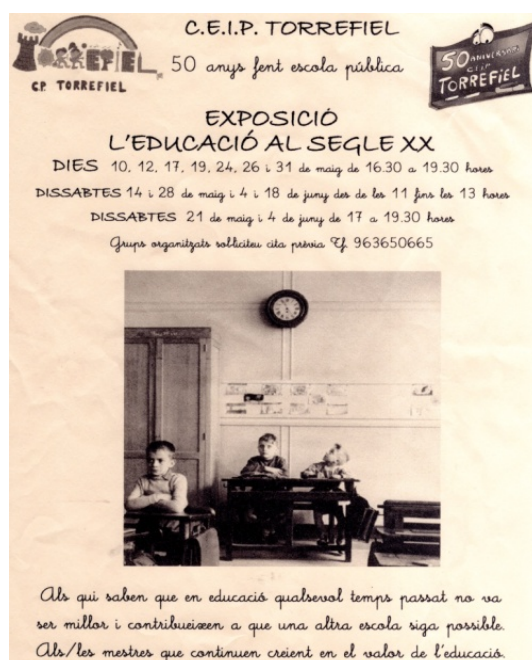 C.E.I.P. TORREFIEL
50 anys fent escola pública
C.P. TORREFIEL
50 ANIVERSARI
C.E.I.P.
TORREFIEL
EXPOSICIÓ
L'EDUCACIÓ AL SEGLE XX
DIES 10, 12, 17, 19, 24, 26 i 31 de maig de 16.30 a 19.30 hores
DISSABTES 14 i 28 de maig i 4 i 18 de juny des de les 11 fins les 13 hores
DISSABTES 21 de maig i 4 de juny de 17 a 19.30 hores
Grups organitzats sol·liciteu cita prèvia Tf. 963650665
Als qui saben que en educació qualsevol temps passat no va
ser millor i contribueixen a que una altra escola siga possible.
Als/les mestres que continuen creient en el valor de l'educació.